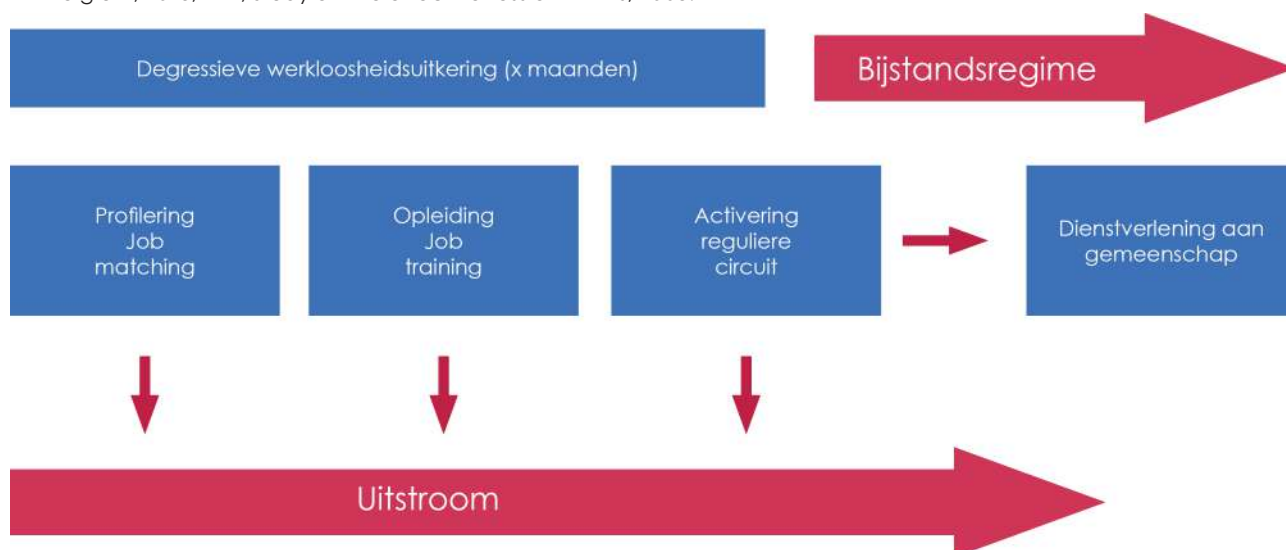 Degressieve werkloosheidsuitkering (x maanden)
Bijstandsregime
Profilering
Job
matching
Opleiding
Job
training
Activering
reguliere
circuit
Dienstverlening aan
gemeenschap
Uitstroom